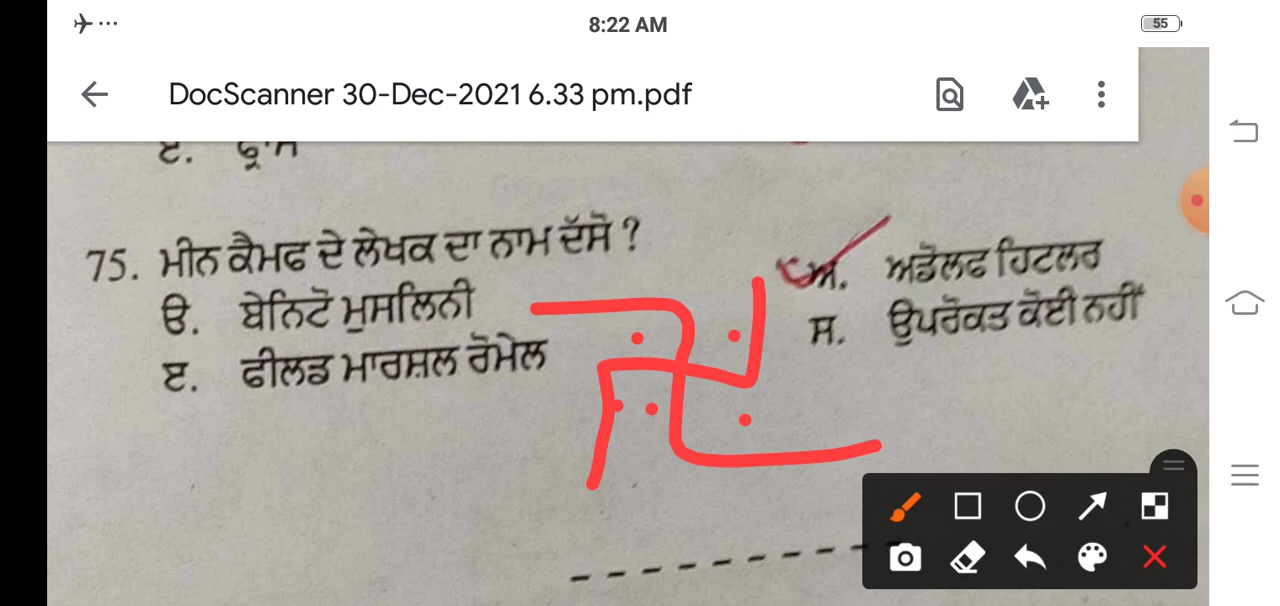 8:22 AM
55
DocScanner 30-Dec-2021 6.33 pm.pdf
75. ਮੀਨ ਕੈਮਫ ਦੇ ਲੇਖਕ ਦਾ ਨਾਮ ਦੱਸੋ ?
ੳ. ਬੇਨਿਟੋ ਮੁਸਲਿਨੀ
ਅ. ਅਡੋਲਫ ਹਿਟਲਰ
ੲ. ਫੀਲਡ ਮਾਰਸ਼ਲ ਰੋਮੇਲ
ਸ. ਉਪਰੋਕਤ ਕੋਈ ਨਹੀਂ